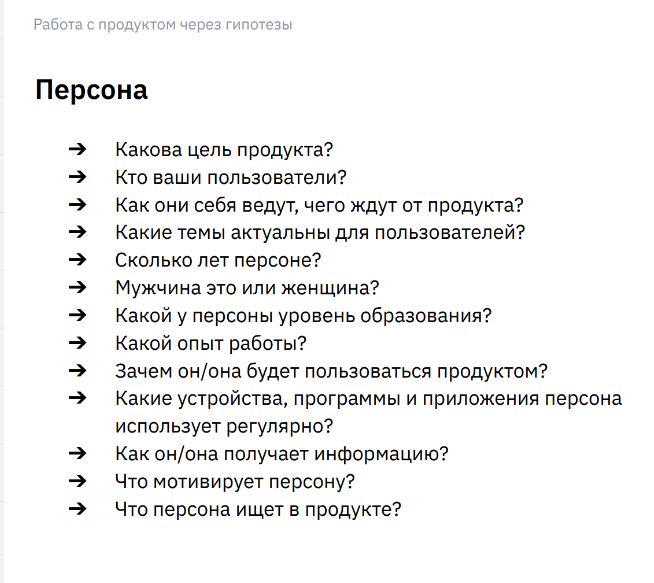 Работа с продуктом через гипотезы
Персона
➔ Какова цель продукта?
➔ Кто ваши пользователи?
➔ Как они себя ведут, чего ждут от продукта?
➔ Какие темы актуальны для пользователей?
➔ Сколько лет персоне?
➔ Мужчина это или женщина?
➔ Какой у персоны уровень образования?
➔ Какой опыт работы?
➔ Зачем он/она будет пользоваться продуктом?
➔ Какие устройства, программы и приложения персона
использует регулярно?
➔ Как он/она получает информацию?
➔ Что мотивирует персону?
➔ Что персона ищет в продукте?